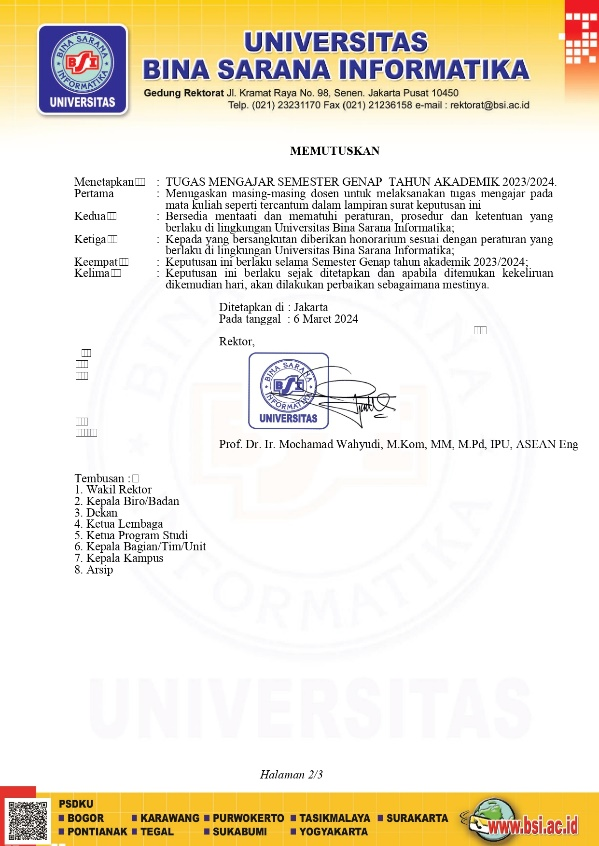 BINA SARANA
BSI
INFORMATIKA
UNIVERSITAS
UNIVERSITAS
BINA SARANA INFORMATIKA
Gedung Rektorat Jl. Kramat Raya No. 98, Senen. Jakarta Pusat 10450
Telp. (021) 23231170 Fax (021) 21236158 e-mail : rektorat@bsi.ac.id
MEMUTUSKAN
Menetapkan : TUGAS MENGAJAR SEMESTER GENAP TAHUN AKADEMIK 2023/2024.
Pertama : Menugaskan masing-masing dosen untuk melaksanakan tugas mengajar pada
mata kuliah seperti tercantum dalam lampiran surat keputusan ini
Kedua : Bersedia mentaati dan mematuhi peraturan, prosedur dan ketentuan yang
berlaku di lingkungan Universitas Bina Sarana Informatika;
Ketiga : Kepada yang bersangkutan diberikan honorarium sesuai dengan peraturan yang
berlaku di lingkungan Universitas Bina Sarana Informatika;
Keempat : Keputusan ini berlaku selama Semester Genap tahun akademik 2023/2024;
Kelima : Keputusan ini berlaku sejak ditetapkan dan apabila ditemukan kekeliruan
dikemudian hari, akan dilakukan perbaikan sebagaimana mestinya.
Ditetapkan di : Jakarta
Pada tanggal : 6 Maret 2024
Rektor,
BINA SARANA
BSI
INFORMATIKA
UNIVERSITAS
Prof. Dr. Ir. Mochamad Wahyudi, M.Kom, MM, M.Pd, IPU, ASEAN Eng
Tembusan :
1. Wakil Rektor
2. Kepala Biro/Badan
3. Dekan
4. Ketua Lembaga
5. Ketua Program Studi
6. Kepala Bagian/Tim/Unit
7. Kepala Kampus
8. Arsip
UNIVERSITAS
Halaman 2/3
PSDKU
BOGOR KARAWANG PURWOKERTO TASIKMALAYA SURAKARTA
PONTIANAK TEGAL SUKABUMI YOGYAKARTA
www.bsi.ac.id